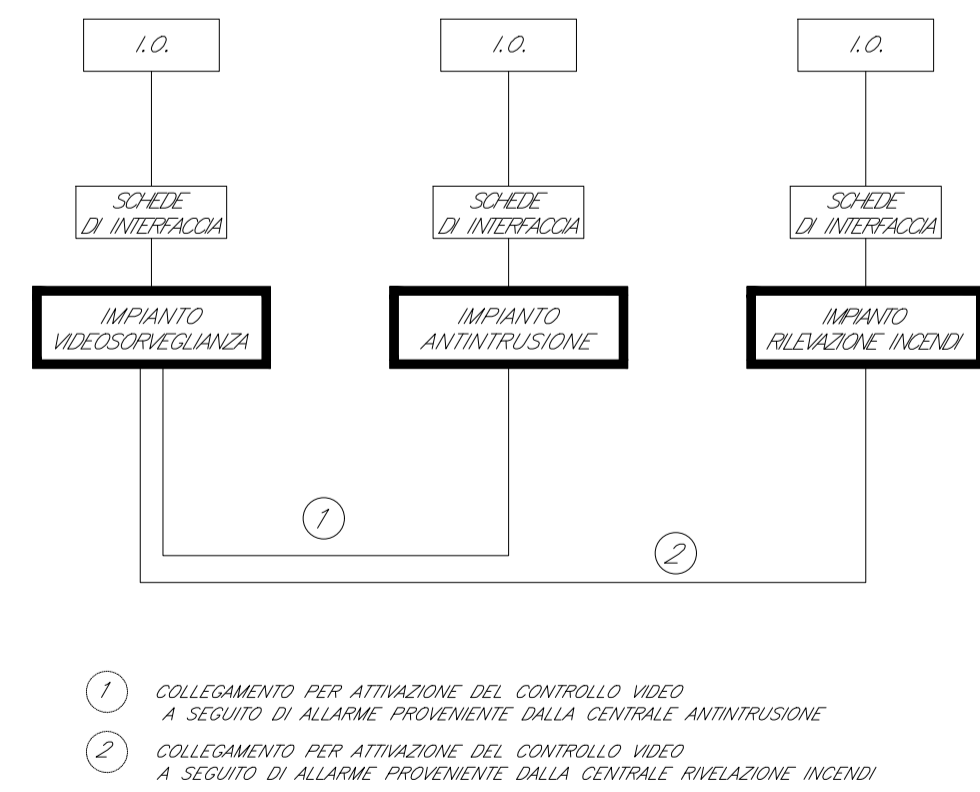 I.O.
I.O.
I.O.
SCHEDE
DI INTERFACCIA
SCHEDE
DI INTERFACCIA
SCHEDE
DI INTERFACCIA
IMPIANTO
VIDEOSORVEGLIANZA
IMPIANTO
ANTINTRUSIONE
IMPIANTO
RILEVAZIONE INCENDI
1
2
1 COLLEGAMENTO PER ATTIVAZIONE DEL CONTROLLO VIDEO
A SEGUITO DI ALLARME PROVENIENTE DALLA CENTRALE ANTINTRUSIONE
2 COLLEGAMENTO PER ATTIVAZIONE DEL CONTROLLO VIDEO
A SEGUITO DI ALLARME PROVENIENTE DALLA CENTRALE RIVELAZIONE INCENDI